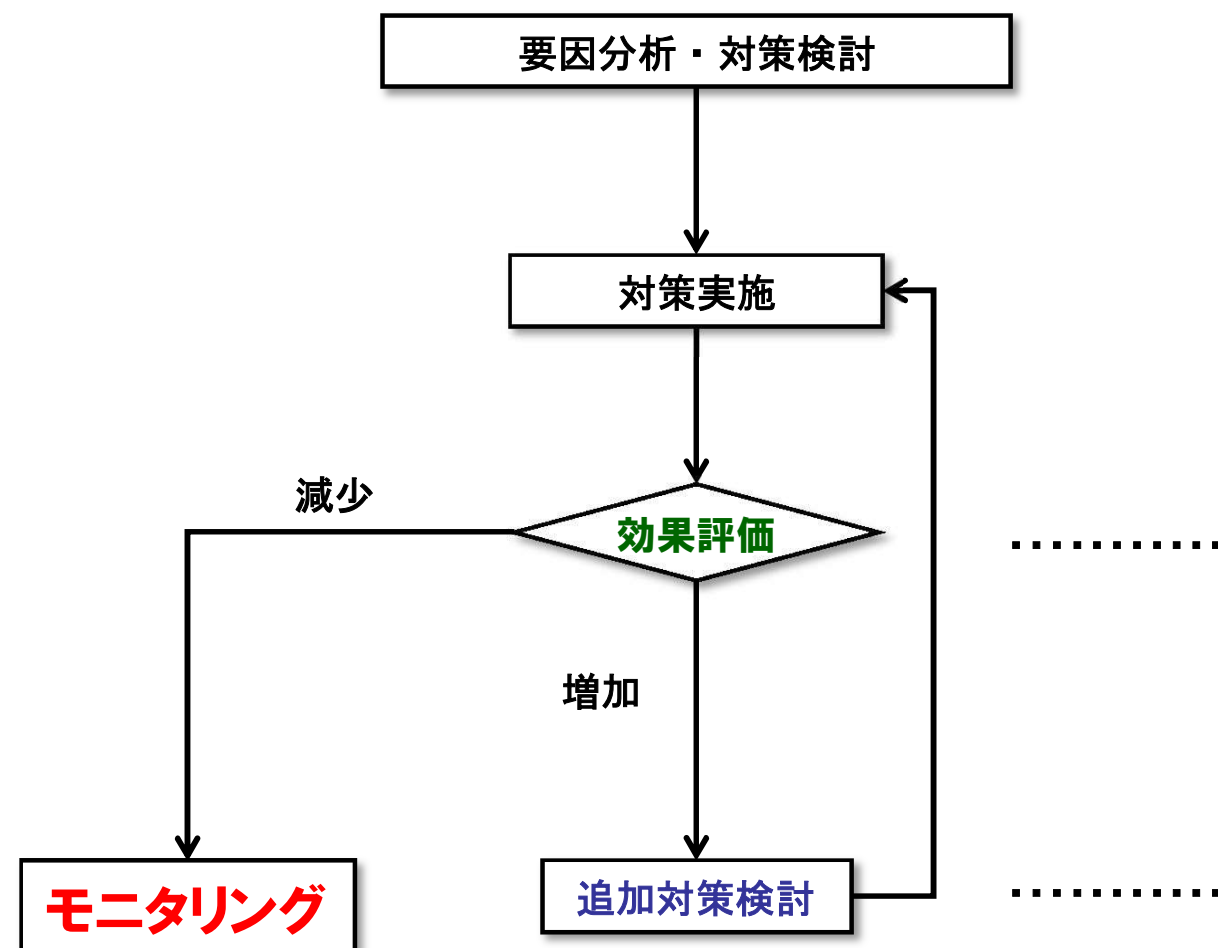 要因分析・対策検討
対策実施
減少
効果評価
増加
モニタリング
追加対策検討